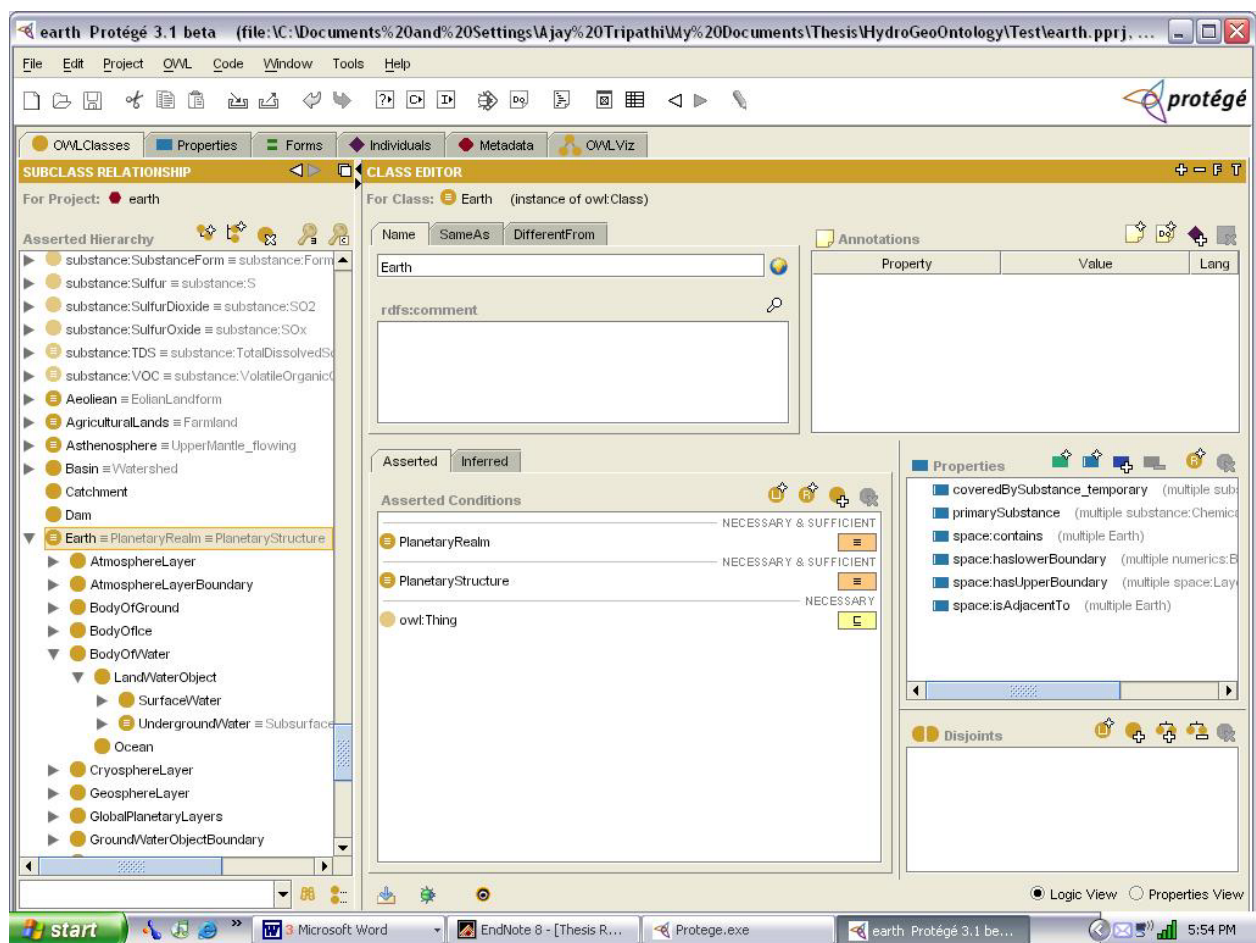 earth Protégé 3.1 beta (file:\C:\Documents%20and%20Settings\Ajay%20Tripathi\My%20Documents\Thesis\HydroGeoOntology\Test\earth.pprj, ...
File Edit Project OWL Code Window Tools Help
protégé
OWLClasses Properties Forms Individuals Metadata OWLViz
SUBCLASS RELATIONSHIP
For Project: earth
Asserted Hierarchy
substance:SubstanceForm ≡ substance:Form
substance:Sulfur ≡ substance:S
substance:SulfurDioxide ≡ substance:SO2
substance:SulfurOxide ≡ substance:SOx
substance:TDS ≡ substance:TotalDissolvedSo
substance:VOC ≡ substance:VolatileOrganicC
Aeoliean ≡ EolianLandform
AgriculturalLands ≡ Farmland
Asthenosphere ≡ UpperMantle_flowing
Basin ≡ Watershed
Catchment
Dam
Earth ≡ PlanetaryRealm ≡ PlanetaryStructure
AtmosphereLayer
AtmosphereLayerBoundary
BodyOfGround
BodyOfIce
BodyOfWater
LandWaterObject
SurfaceWater
UndergroundWater ≡ Subsurface
Ocean
CryosphereLayer
GeosphereLayer
GlobalPlanetaryLayers
GroundWaterObjectBoundary
CLASS EDITOR
F T
For Class: Earth (instance of owl:Class)
Name SameAs DifferentFrom
Earth
rdfs:comment
Annotations
Property Value Lang
Asserted Inferred
Asserted Conditions
NECESSARY & SUFFICIENT
PlanetaryRealm ≡
NECESSARY & SUFFICIENT
PlanetaryStructure ≡
NECESSARY
owl:Thing ⊑
Properties
coveredBySubstance_temporary (multiple sub
primarySubstance (multiple substance:Chemica
space:contains (multiple Earth)
space:haslowerBoundary (multiple numerics:B
space:hasUpperBoundary (multiple space:Lay
space:isAdjacentTo (multiple Earth)
Disjoints
Logic View Properties View
start
3 Microsoft Word
EndNote 8 - [Thesis R...
Protege.exe
earth Protégé 3.1 be...
5:54 PM